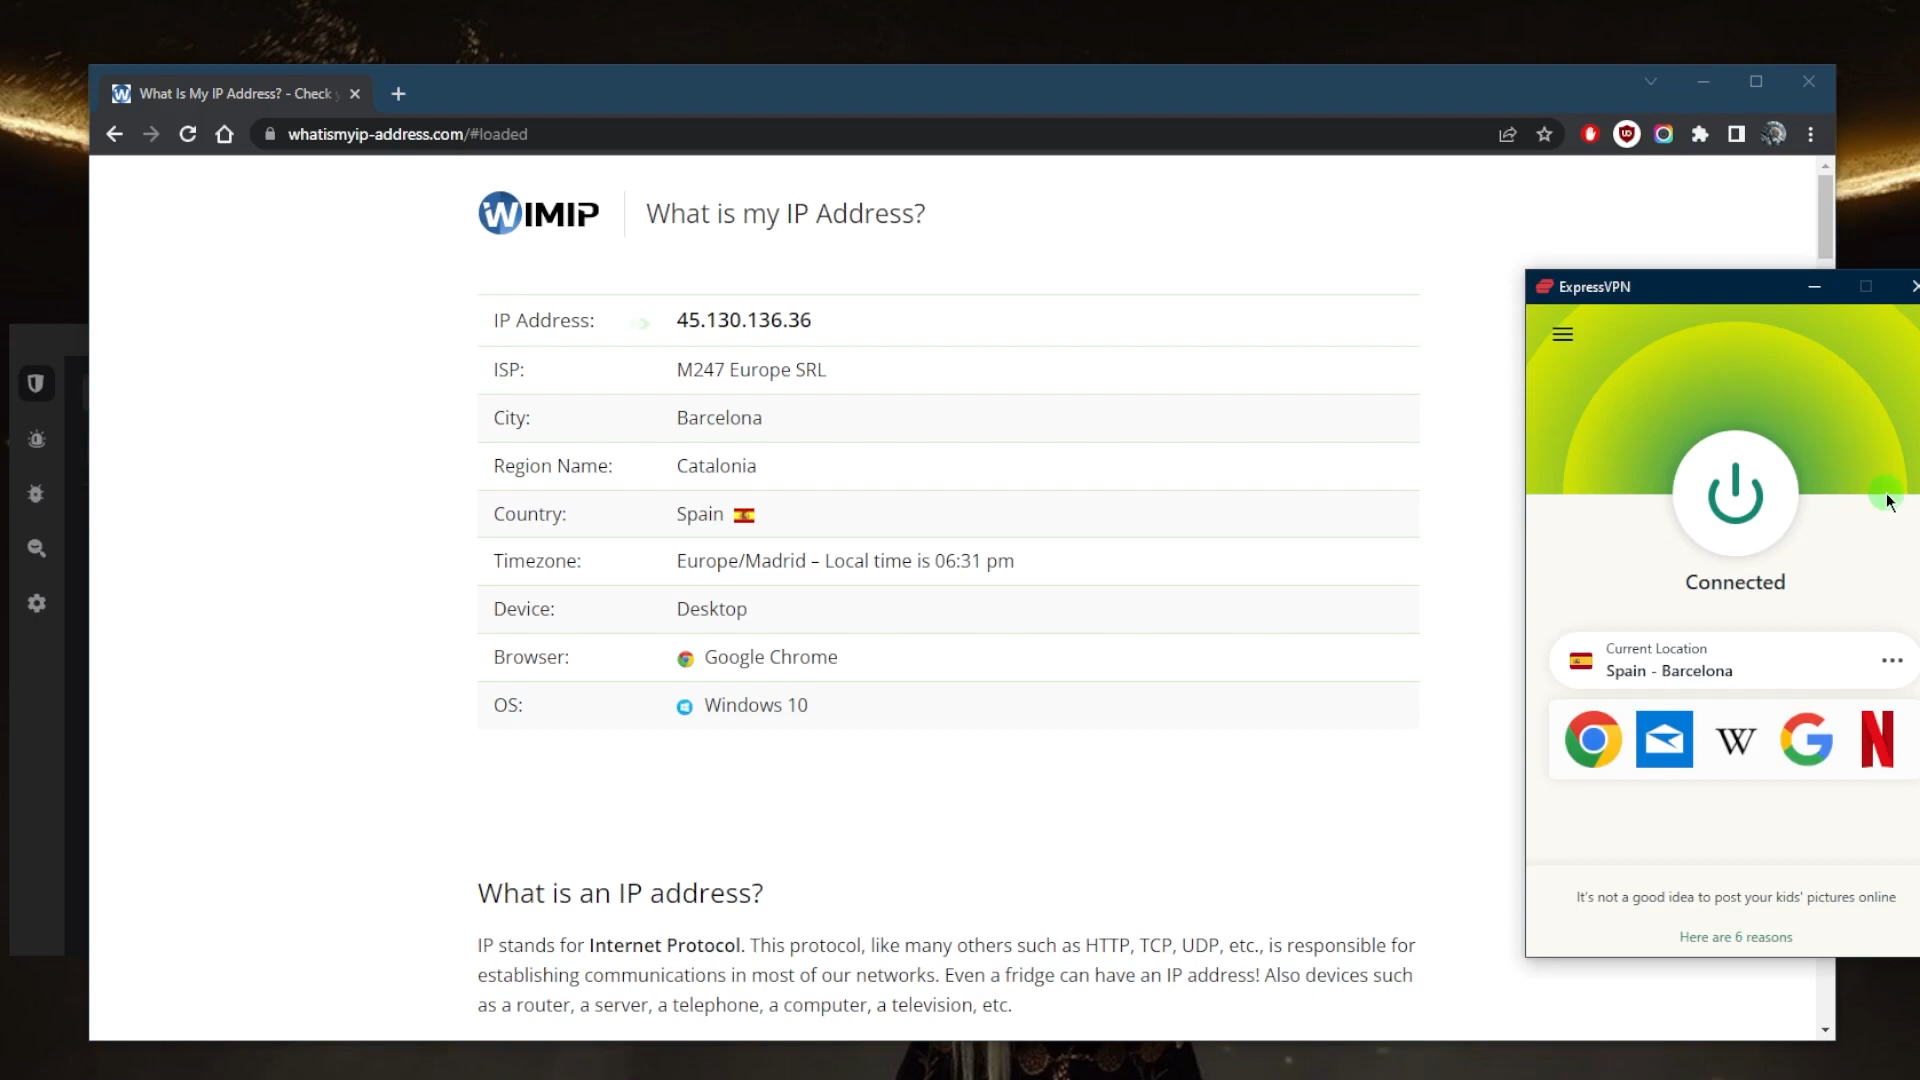 What Is My IP Address? - Check
whatismyip-address.com/#loaded
WIMIP
What is my IP Address?
IP Address: 45.130.136.36
ISP: M247 Europe SRL
City: Barcelona
Region Name: Catalonia
Country: Spain
Timezone: Europe/Madrid – Local time is 06:31 pm
Device: Desktop
Browser: Google Chrome
OS: Windows 10
What is an IP address?
IP stands for Internet Protocol. This protocol, like many others such as HTTP, TCP, UDP, etc., is responsible for
establishing communications in most of our networks. Even a fridge can have an IP address! Also devices such
as a router, a server, a telephone, a computer, a television, etc.
ExpressVPN
Connected
Current Location
Spain - Barcelona
W
G
N
It's not a good idea to post your kids' pictures online
Here are 6 reasons